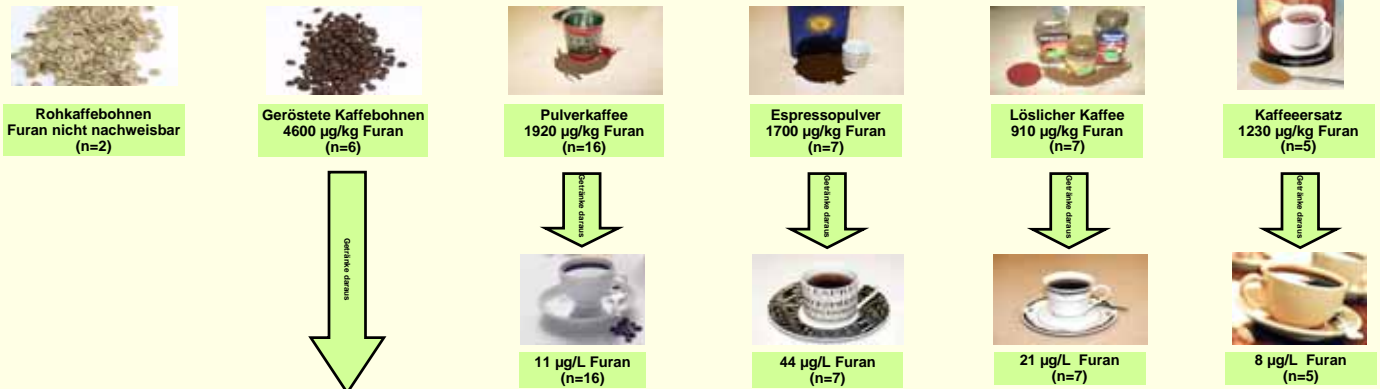 Rohkaffebohnen
Furan nicht nachweisbar
(n=2)
Geröstete Kaffebohnen
4600 µg/kg Furan
(n=6)
Pulverkaffee
1920 µg/kg Furan
(n=16)
Espressopulver
1700 µg/kg Furan
(n=7)
Löslicher Kaffee
910 µg/kg Furan
(n=7)
Kaffeeersatz
1230 µg/kg Furan
(n=5)
Getränke daraus
Getränke daraus
Getränke daraus
Getränke daraus
Getränke daraus
11 µg/L Furan
(n=16)
44 µg/L Furan
(n=7)
21 µg/L Furan
(n=7)
8 µg/L Furan
(n=5)